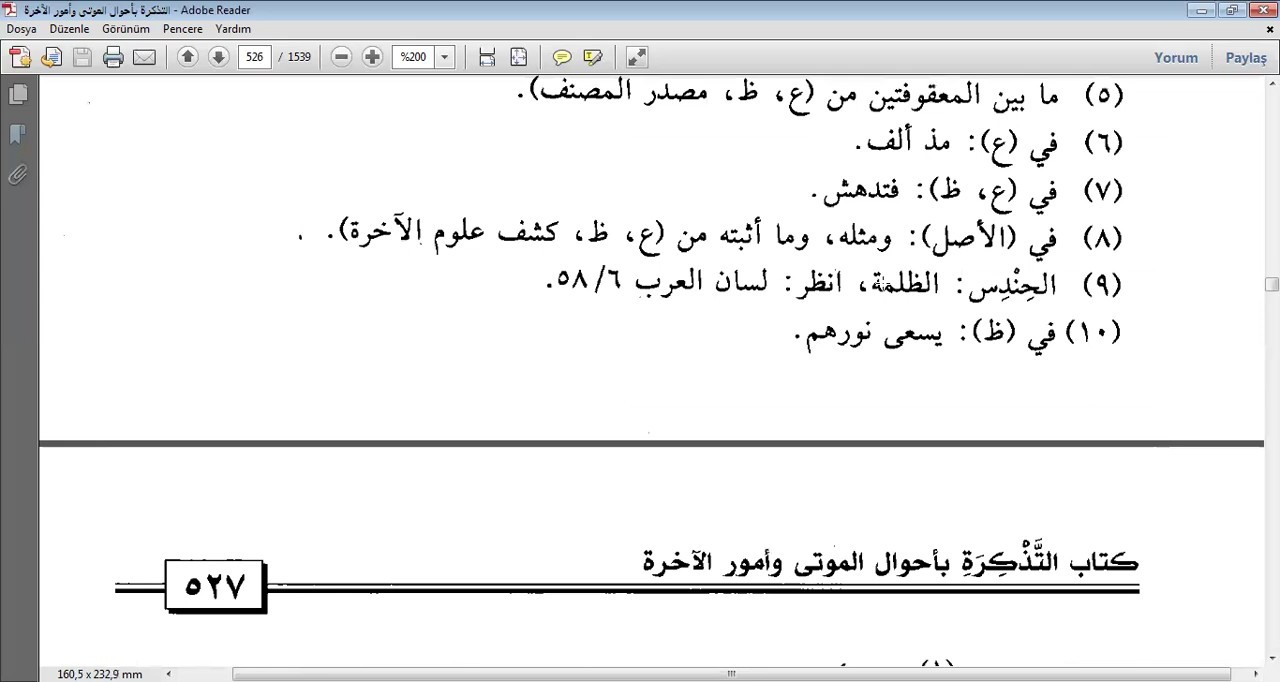 التذكرة بأحوال الموتى وأمور الآخرة - Adobe Reader
Dosya Düzenle Görünüm Pencere Yardım
526 / 1539 %200 Yorum Paylaş
(٥) ما بين المعقوفتين من (ع، ظ، مصدر المصنف).
(٦) في (ع): مذ ألف.
(٧) في (ع، ظ): فتدهش.
(٨) في (الأصل): ومثله، وما أثبته من (ع، ظ، كشف علوم الآخرة).
(٩) الحِنْدِس: الظلمة، انظر: لسان العرب ٥٨/٦.
(١٠) في (ظ): يسعى نورهم.
كتاب التَّذْكِرَةِ بأحوال الموتى وأمور الآخرة
٥٢٧
160,5 x 232,9 mm